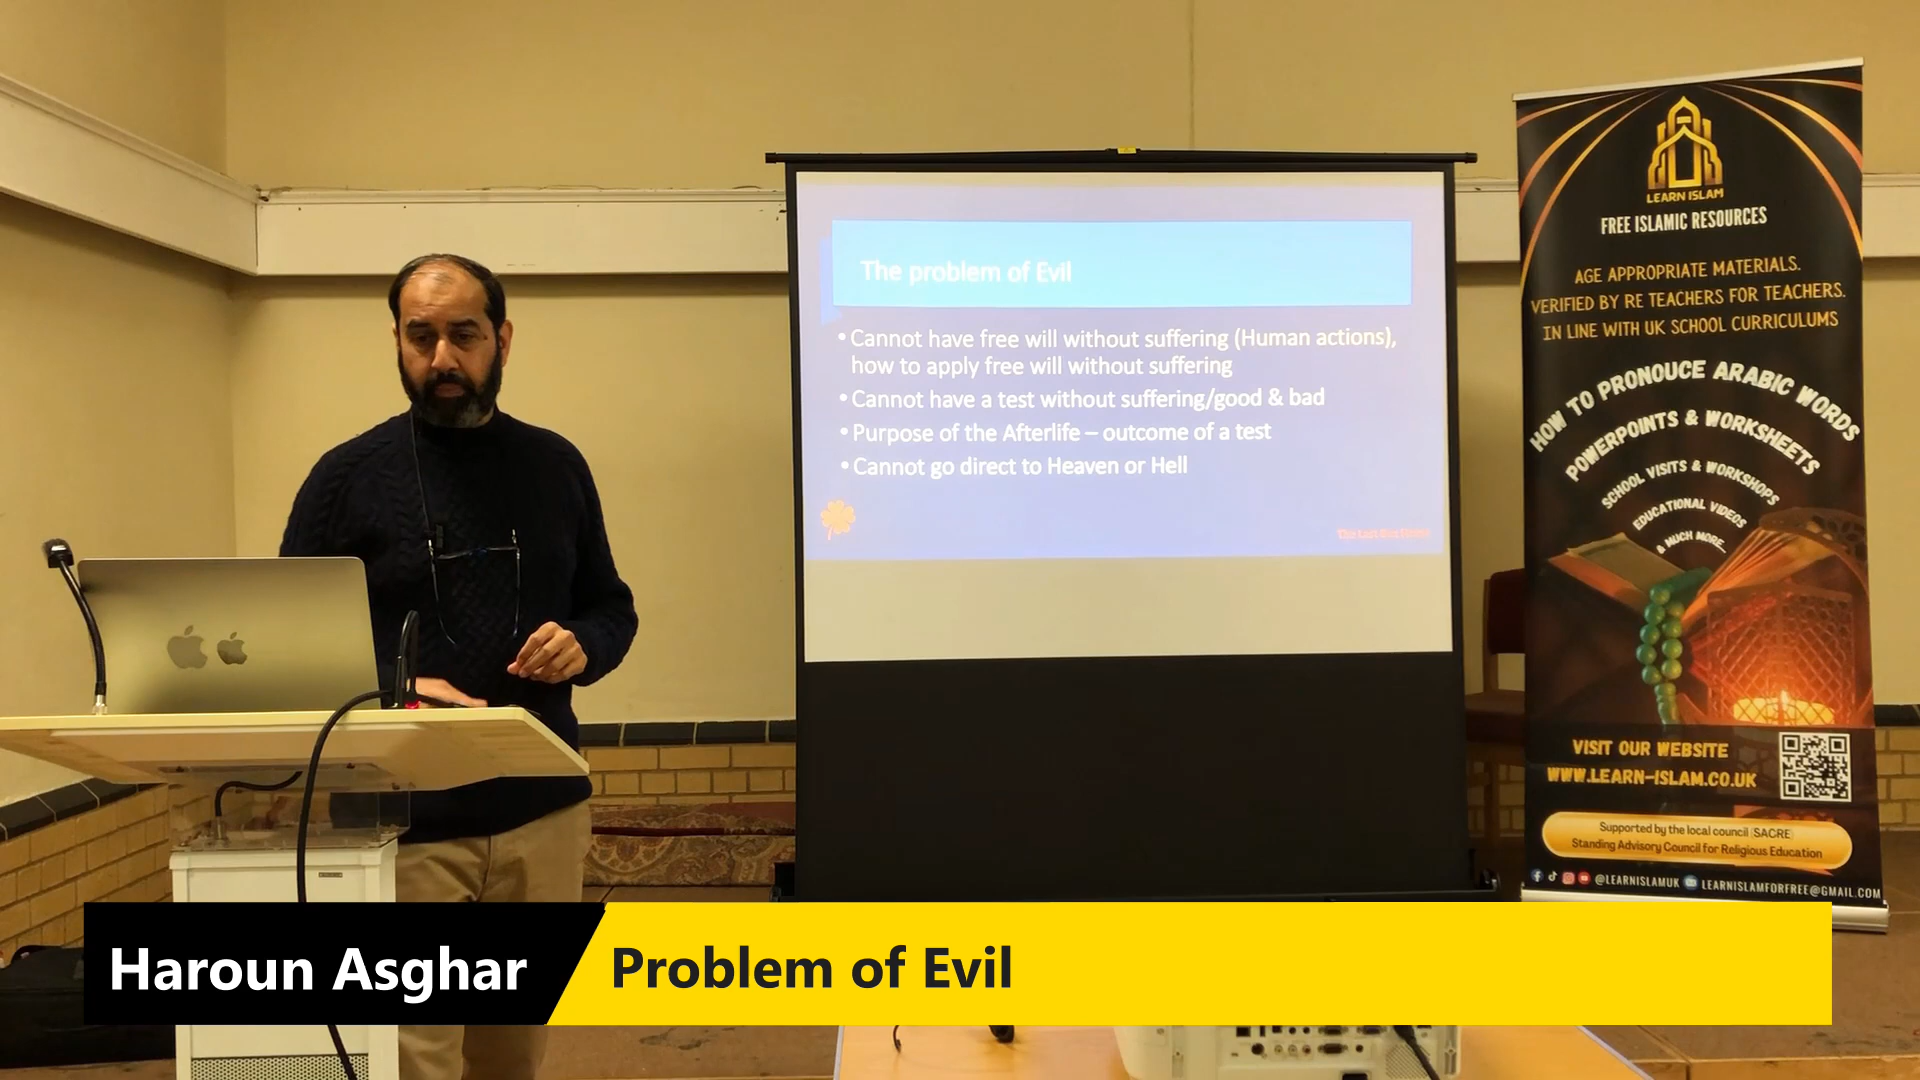 The problem of Evil
• Cannot have free will without suffering (Human actions),
how to apply free will without suffering
• Cannot have a test without suffering/good & bad
• Purpose of the Afterlife – outcome of a test
• Cannot go direct to Heaven or Hell
LEARN ISLAM
FREE ISLAMIC RESOURCES
AGE APPROPRIATE MATERIALS.
VERIFIED BY RE TEACHERS FOR TEACHERS.
IN LINE WITH UK SCHOOL CURRICULUMS
HOW TO PRONOUCE ARABIC WORDS
POWERPOINTS & WORKSHEETS
SCHOOL VISITS & WORKSHOPS
EDUCATIONAL VIDEOS
& MUCH MORE...
VISIT OUR WEBSITE
WWW.LEARN-ISLAM.CO.UK
Supported by the local council (SACRE)
Standing Advisory Council for Religious Education
@LEARNISLAMUK LEARNISLAMFORFREE@GMAIL.COM
Haroun Asghar
Problem of Evil